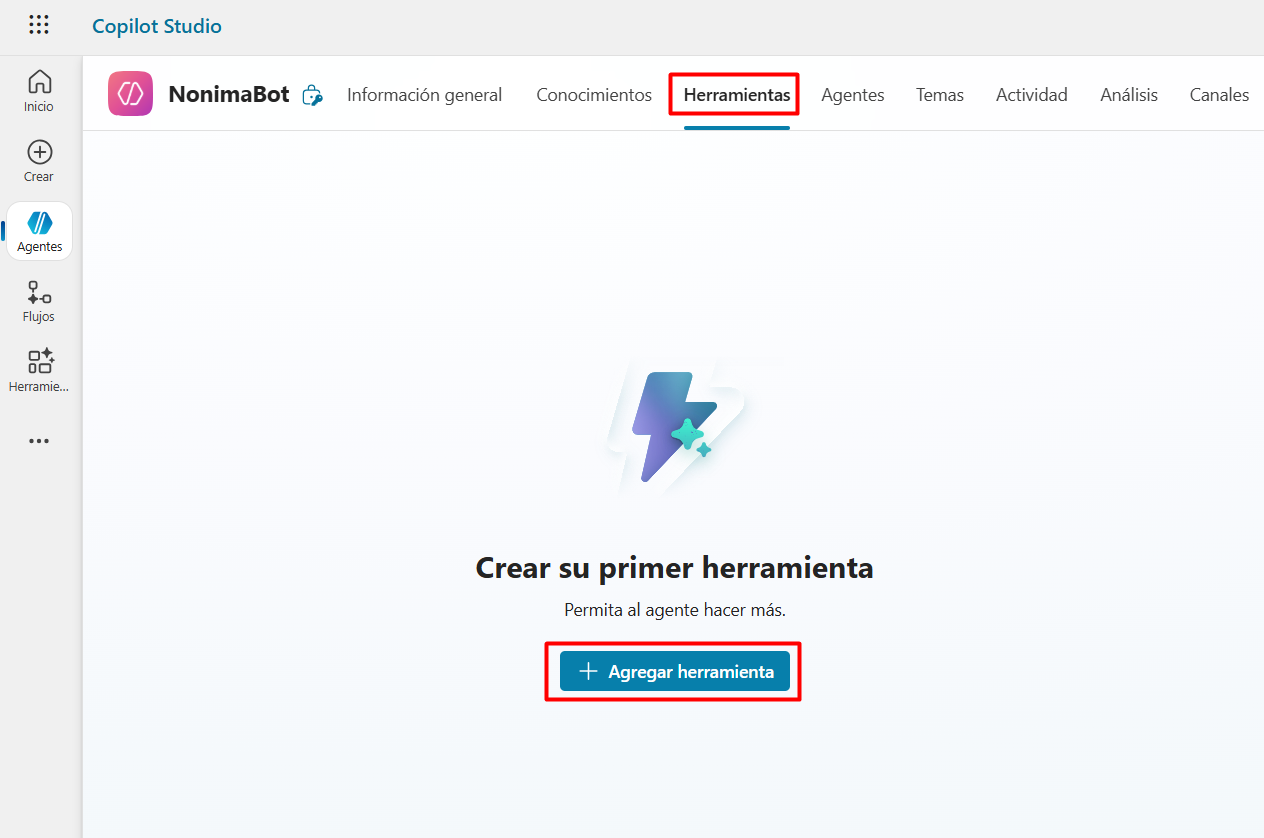 Copilot Studio
NonimaBot
Información general
Conocimientos
Herramientas
Agentes
Temas
Actividad
Análisis
Canales
Inicio
Crear
Agentes
Flujos
Herramie...
Crear su primer herramienta
Permita al agente hacer más.
Agregar herramienta